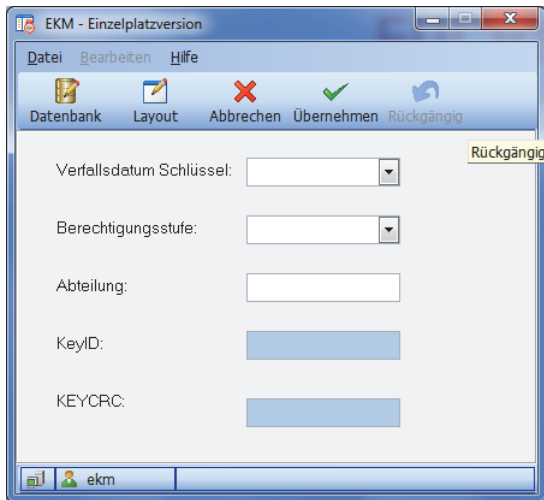 EKM - Einzelplatzversion
Datei Bearbeiten Hilfe
Datenbank Layout Abbrechen Übernehmen Rückgängig
Rückgängig
Verfallsdatum Schlüssel:
Berechtigungsstufe:
Abteilung:
KeyID:
KEYCRC:
ekm